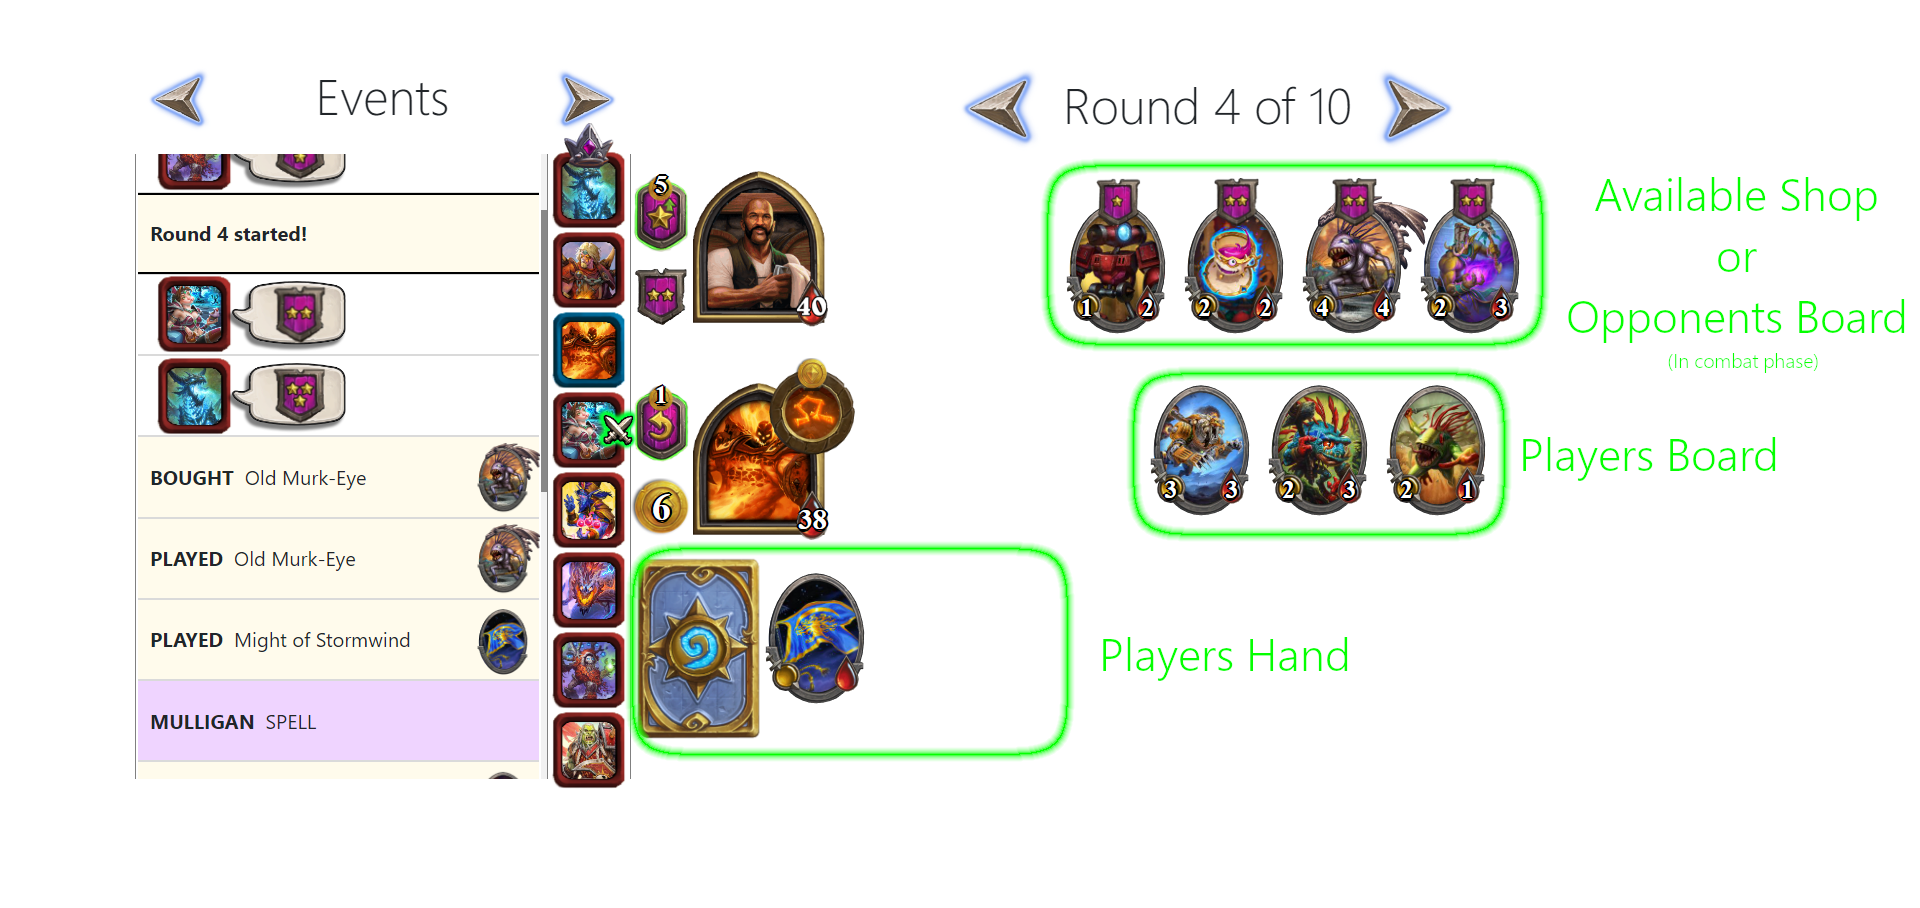 Events
Round 4 of 10
Round 4 started!
BOUGHT Old Murk-Eye
PLAYED Old Murk-Eye
PLAYED Might of Stormwind
MULLIGAN SPELL
5
40
1
6
38
1 2
2 2
4 4
2 3
3 3
2 3
2 1
Available Shop
or
Opponents Board
(In combat phase)
Players Board
Players Hand